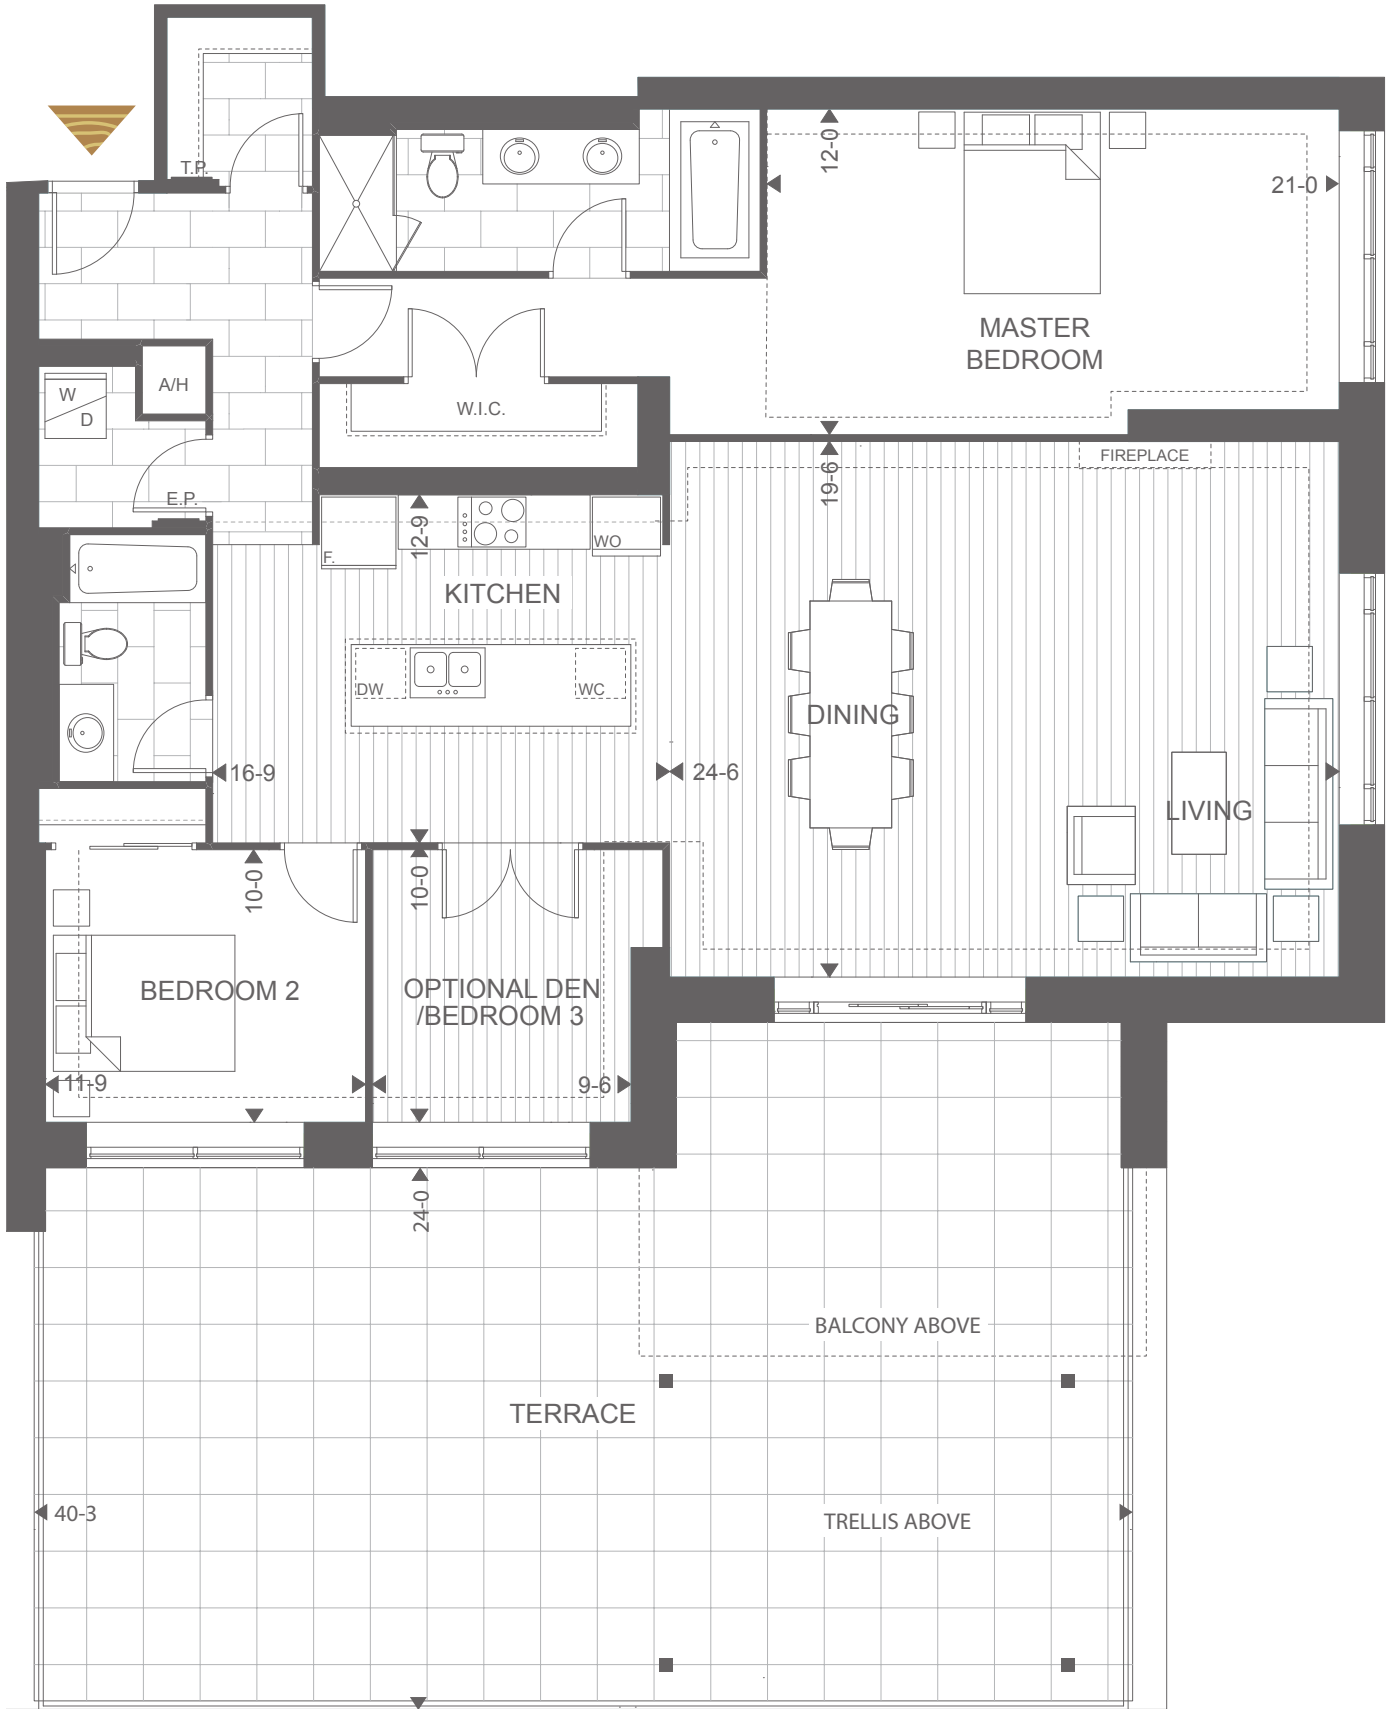 T.P.
12-0
21-0
MASTER
BEDROOM
A/H
W
D
W.I.C.
FIREPLACE
19-6
E.P.
12-9
F.
WO
KITCHEN
DW
WC
DINING
16-9
24-6
LIVING
10-0
10-0
BEDROOM 2
OPTIONAL DEN
/BEDROOM 3
11-9
9-6
24-0
BALCONY ABOVE
TERRACE
40-3
TRELLIS ABOVE